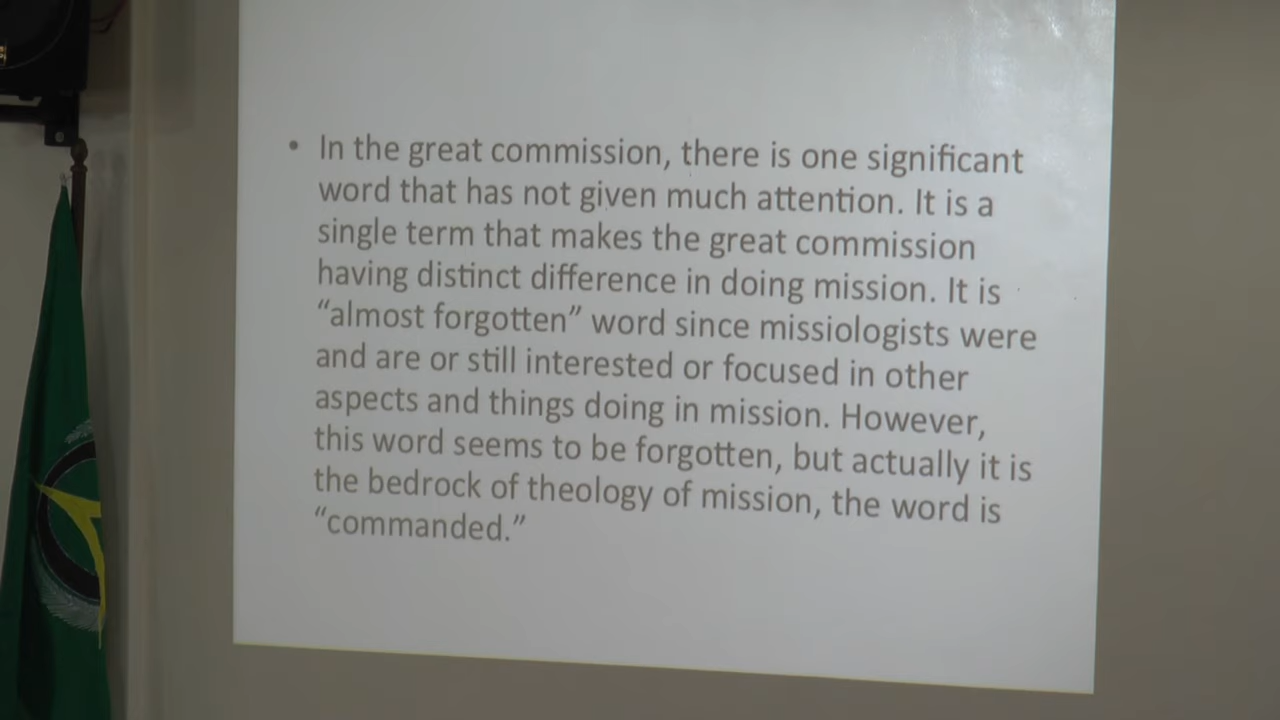 • In the great commission, there is one significant
word that has not given much attention. It is a
single term that makes the great commission
having distinct difference in doing mission. It is
“almost forgotten” word since missiologists were
and are or still interested or focused in other
aspects and things doing in mission. However,
this word seems to be forgotten, but actually it is
the bedrock of theology of mission, the word is
“commanded.”